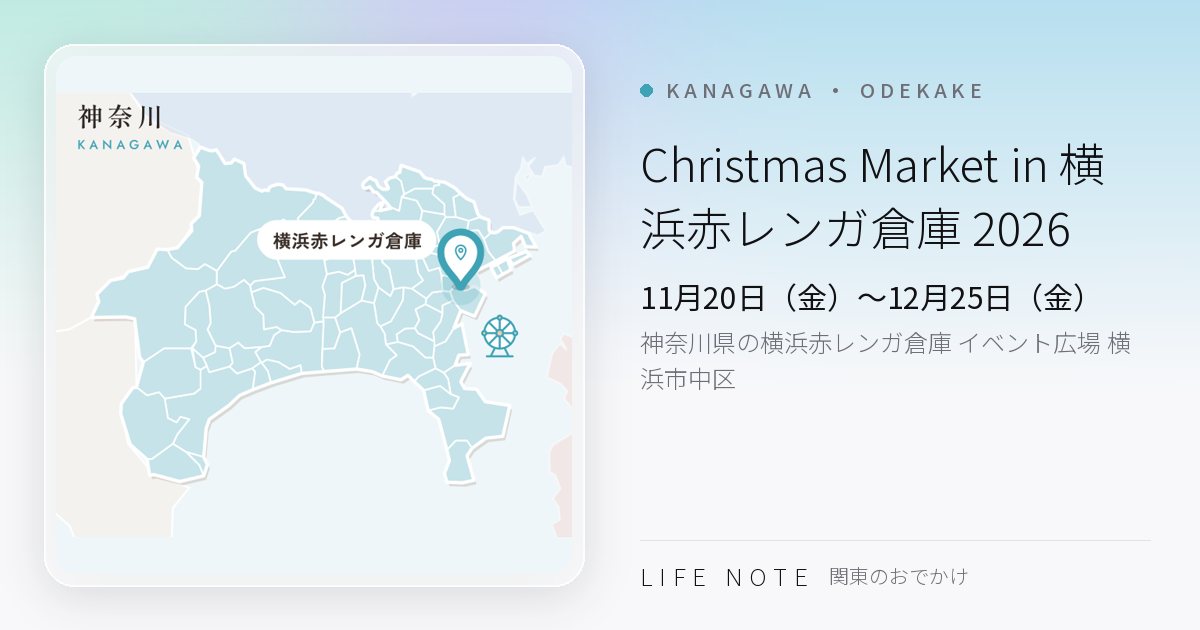 神奈川
KANAGAWA
横浜赤レンガ倉庫
KANAGAWA • ODEKAKE
Christmas Market in 横
浜赤レンガ倉庫 2026
11月20日（金）〜12月25日（金）
神奈川県の横浜赤レンガ倉庫 イベント広場 横
浜市中区
LIFE NOTE 関東のおでかけ